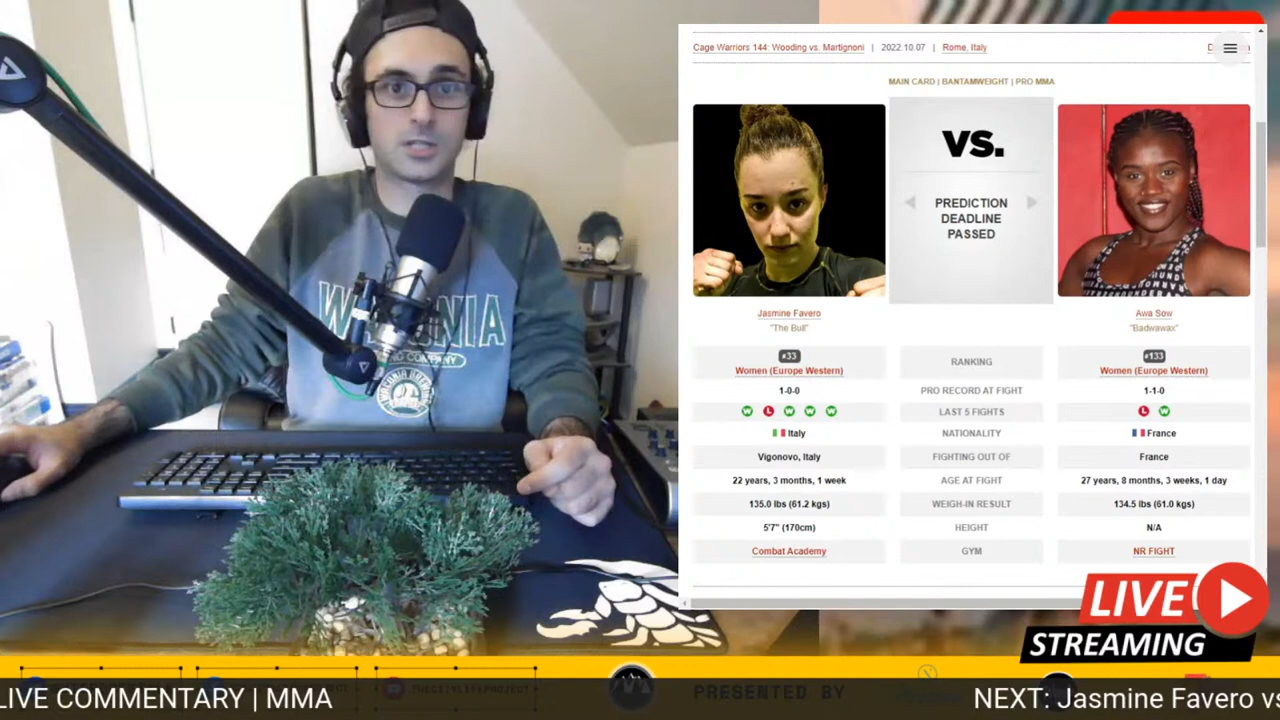 Cage Warriors 144: Wooding vs. Martignoni | 2022.10.07 | Rome, Italy
MAIN CARD | BANTAMWEIGHT | PRO MMA
VS.
PREDICTION
DEADLINE
PASSED
Jasmine Favero
"The Bull"
Awa Sow
"Badwawax"
#33
Women (Europe Western)
RANKING
#133
Women (Europe Western)
1-0-0
PRO RECORD AT FIGHT
1-1-0
W L W W W
LAST 5 FIGHTS
L W
Italy
NATIONALITY
France
Vigonovo, Italy
FIGHTING OUT OF
France
22 years, 3 months, 1 week
AGE AT FIGHT
27 years, 8 months, 3 weeks, 1 day
135.0 lbs (61.2 kgs)
WEIGH-IN RESULT
134.5 lbs (61.0 kgs)
5'7" (170cm)
HEIGHT
N/A
Combat Academy
GYM
NR FIGHT
LIVE
STREAMING
PRESENTED BY
LIVE COMMENTARY | MMA
NEXT: Jasmine Favero vs